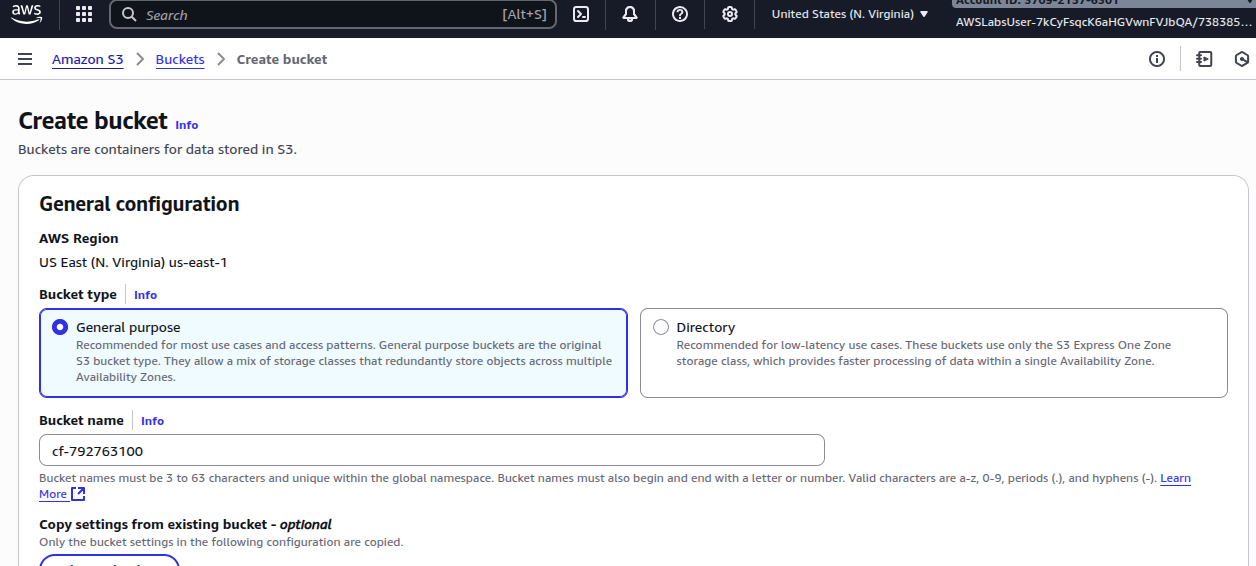 aws
Search [Alt+S]
United States (N. Virginia)
AWSLabsUser-7kCyFsqcK6aHGVwnFVJbQA/738385...
Amazon S3 > Buckets > Create bucket
Create bucket Info
Buckets are containers for data stored in S3.
General configuration
AWS Region
US East (N. Virginia) us-east-1
Bucket type Info
General purpose
Recommended for most use cases and access patterns. General purpose buckets are the original
S3 bucket type. They allow a mix of storage classes that redundantly store objects across multiple
Availability Zones.
Directory
Recommended for low-latency use cases. These buckets use only the S3 Express One Zone
storage class, which provides faster processing of data within a single Availability Zone.
Bucket name Info
cf-792763100
Bucket names must be 3 to 63 characters and unique within the global namespace. Bucket names must also begin and end with a letter or number. Valid characters are a-z, 0-9, periods (.), and hyphens (-). Learn
More
Copy settings from existing bucket - optional
Only the bucket settings in the following configuration are copied.